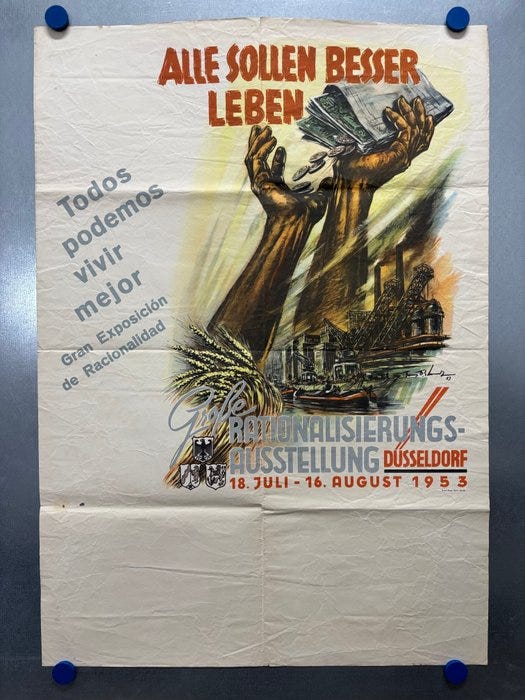 ALLE SOLLEN BESSER
LEBEN
Todos
podemos
vivir
mejor
Gran Exposición
de Racionalidad
Große
RATIONALISIERUNGS-
AUSSTELLUNG DÜSSELDORF
18. JULI - 16. AUGUST 1953